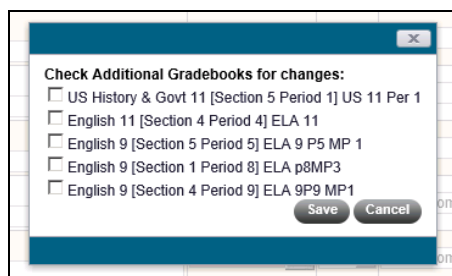 x
Check Additional Gradebooks for changes:
US History & Govt 11 [Section 5 Period 1] US 11 Per 1
English 11 [Section 4 Period 4] ELA 11
English 9 [Section 5 Period 5] ELA 9 P5 MP 1
English 9 [Section 1 Period 8] ELA p8MP3
English 9 [Section 4 Period 9] ELA 9P9 MP1
Save Cancel